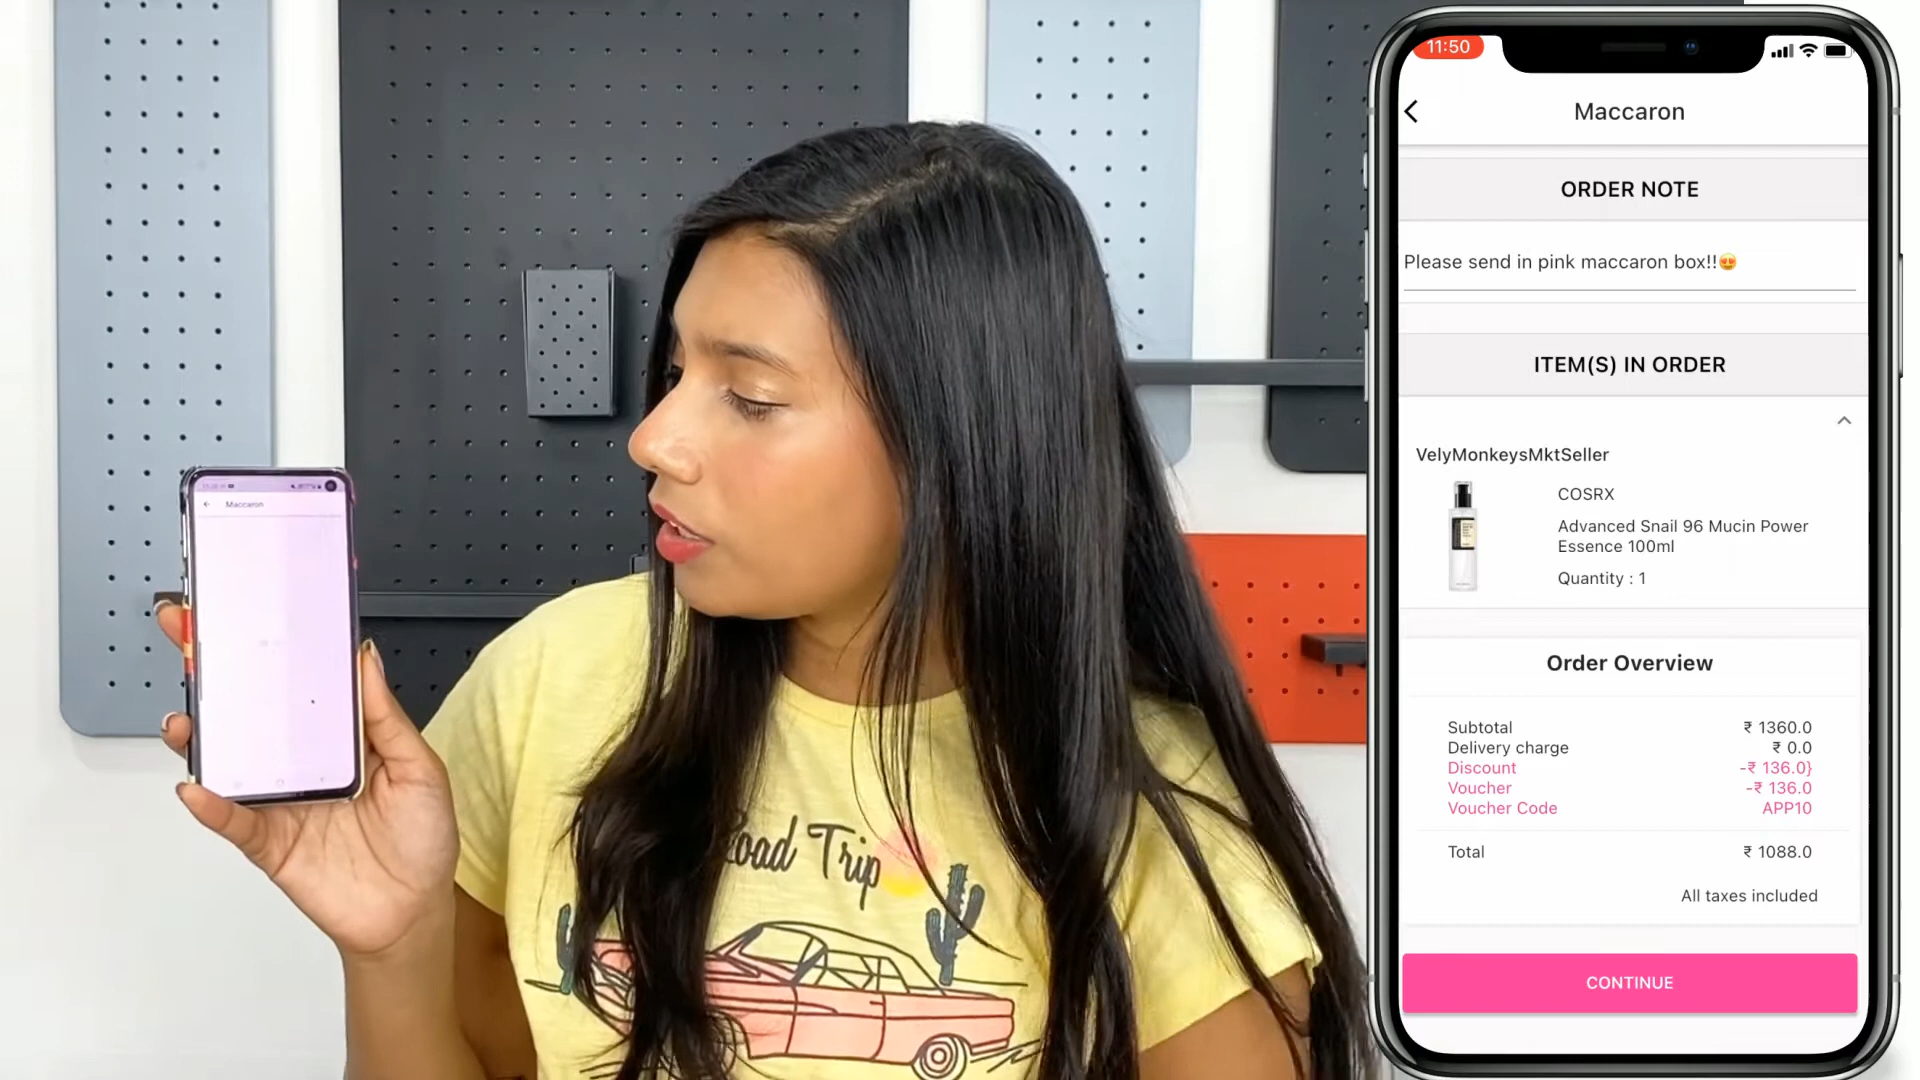 Maccaron
Road Trip
11:50
Maccaron
ORDER NOTE
Please send in pink maccaron box!!😍
ITEM(S) IN ORDER
VelyMonkeysMktSeller
COSRX
Advanced Snail 96 Mucin Power
Essence 100ml
Quantity : 1
Order Overview
Subtotal ₹ 1360.0
Delivery charge ₹ 0.0
Discount -₹ 136.0}
Voucher -₹ 136.0
Voucher Code APP10
Total ₹ 1088.0
All taxes included
CONTINUE